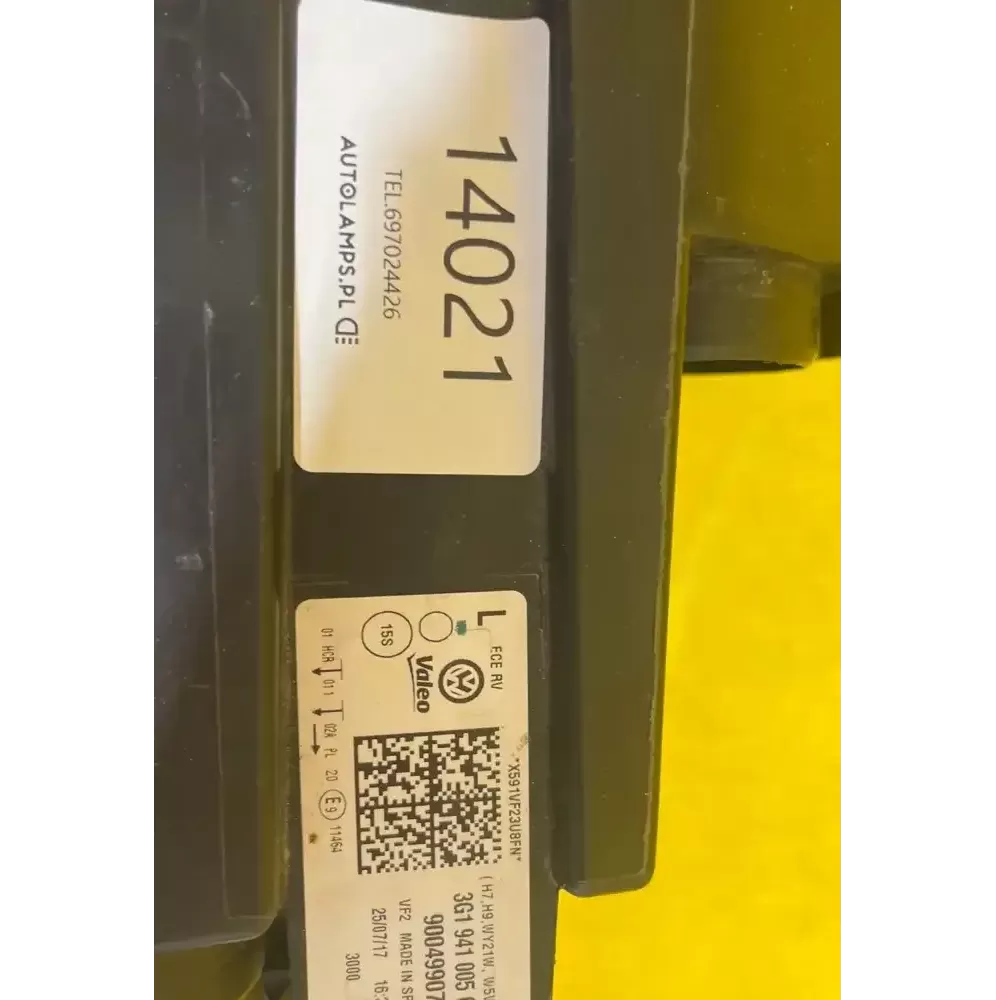 14021
TEL.697024426
AUTOLAMPS.PL
L ECE RV
15S
Valeo
01 HCR 011 02A PL 20 E9 11464
*X591VF23U8FN*
(H7,H9,WY21W,
3G1 941 005
90049907
VF2 MADE IN
25/07/17
3000